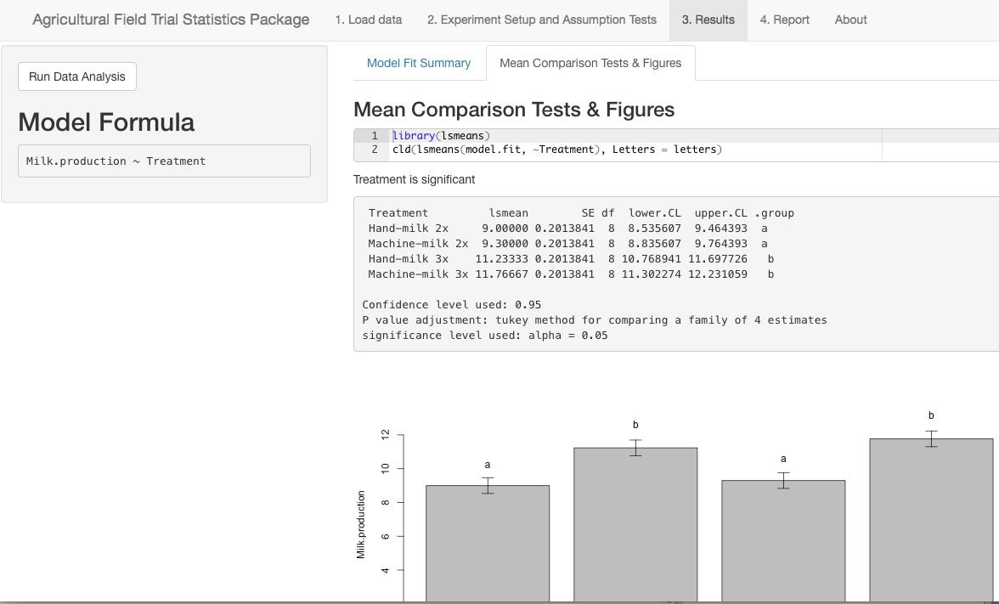 Agricultural Field Trial Statistics Package 1. Load data 2. Experiment Setup and Assumption Tests 3. Results 4. Report About
Run Data Analysis
Model Formula
Milk.production ~ Treatment
Model Fit Summary Mean Comparison Tests & Figures
Mean Comparison Tests & Figures
1 library(lsmeans)
2 cld(lsmeans(model.fit, ~Treatment), Letters = letters)
Treatment is significant
Treatment lsmean SE df lower.CL upper.CL .group
Hand-milk 2x 9.00000 0.2013841 8 8.535607 9.464393 a
Machine-milk 2x 9.30000 0.2013841 8 8.835607 9.764393 a
Hand-milk 3x 11.23333 0.2013841 8 10.768941 11.697726 b
Machine-milk 3x 11.76667 0.2013841 8 11.302274 12.231059 b
Confidence level used: 0.95
P value adjustment: tukey method for comparing a family of 4 estimates
significance level used: alpha = 0.05
a
b
a
b
Milk.production
12
10
8
6
4